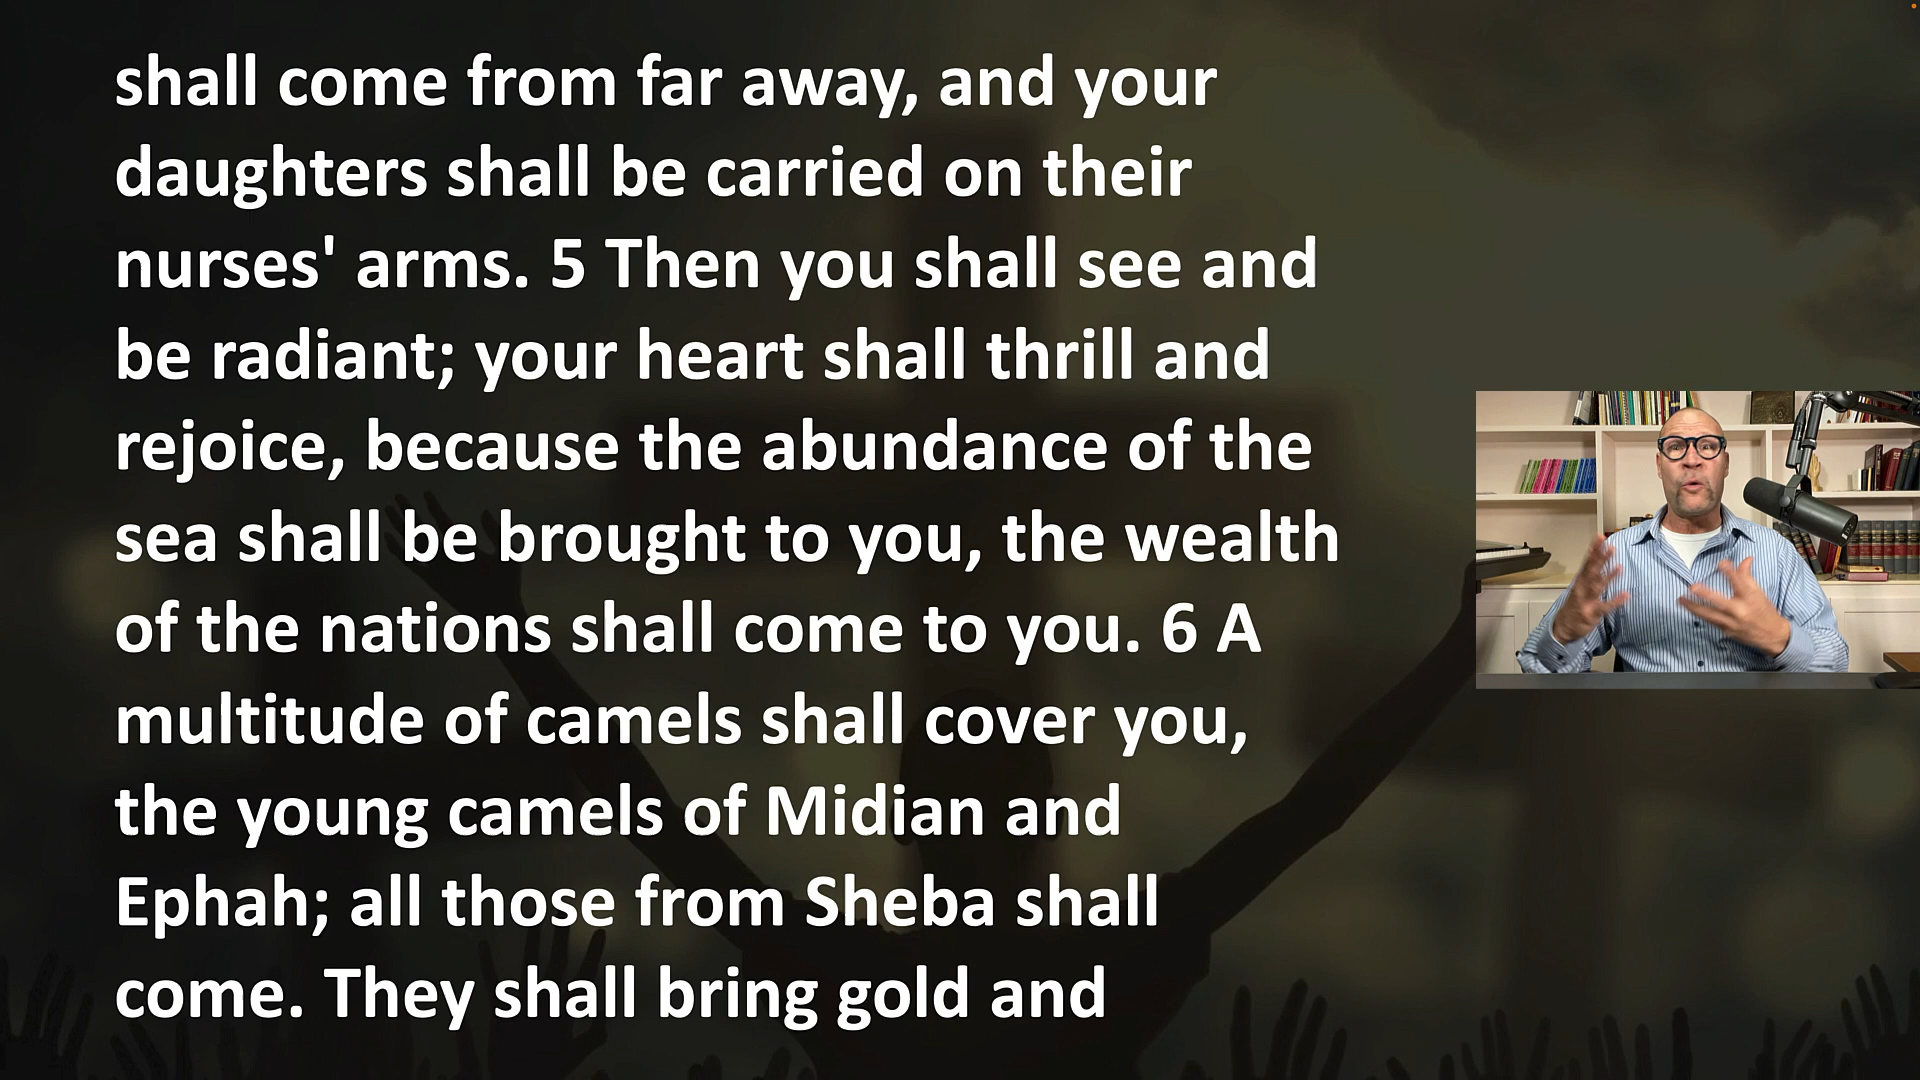 shall come from far away, and your
daughters shall be carried on their
nurses' arms. 5 Then you shall see and
be radiant; your heart shall thrill and
rejoice, because the abundance of the
sea shall be brought to you, the wealth
of the nations shall come to you. 6 A
multitude of camels shall cover you,
the young camels of Midian and
Ephah; all those from Sheba shall
come. They shall bring gold and